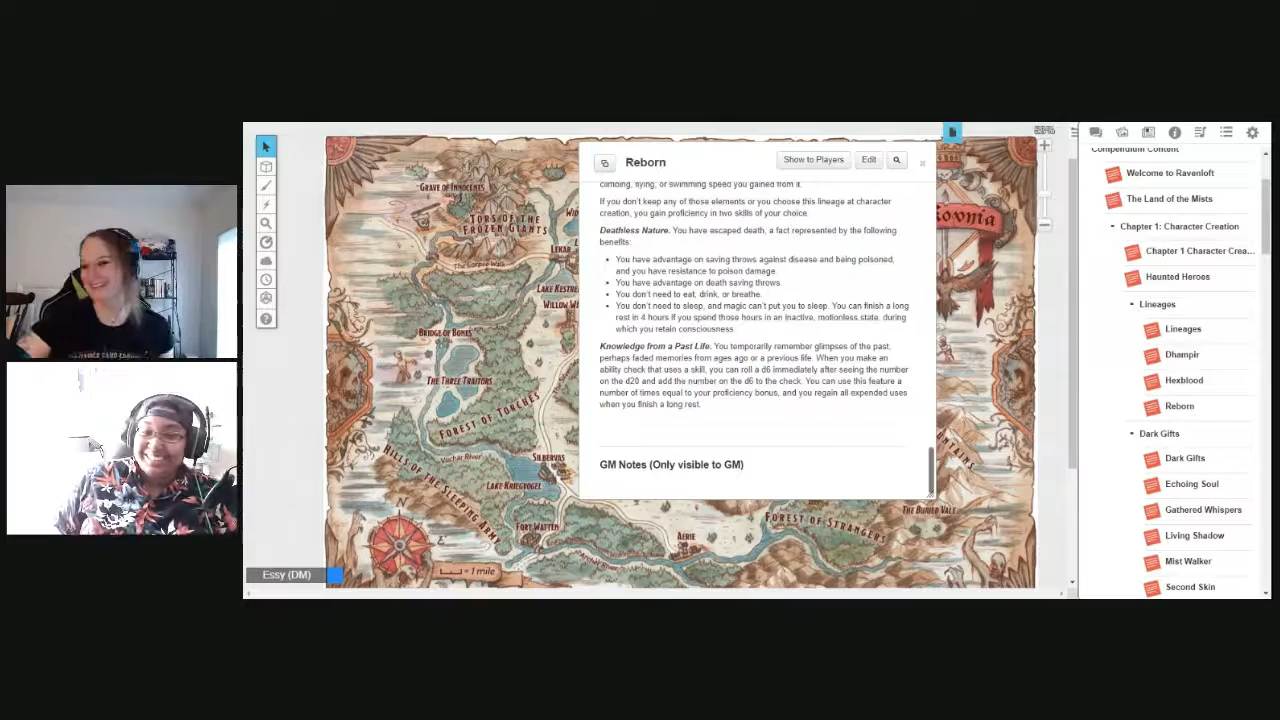 Reborn
Show to Players
Edit
climbing, flying, or swimming speed you gained from it.
If you don't keep any of those elements or you choose this lineage at character
creation, you gain proficiency in two skills of your choice.
Deathless Nature. You have escaped death, a fact represented by the following
benefits:
You have advantage on saving throws against disease and being poisoned,
and you have resistance to poison damage.
You have advantage on death saving throws.
You don't need to eat, drink, or breathe.
You don't need to sleep, and magic can't put you to sleep. You can finish a long
rest in 4 hours if you spend those hours in an inactive, motionless state, during
which you retain consciousness
Knowledge from a Past Life. You temporarily remember glimpses of the past,
perhaps faded memories from ages ago or a previous life. When you make an
ability check that uses a skill, you can roll a d6 immediately after seeing the number
on the d20 and add the number on the d6 to the check. You can use this feature a
number of times equal to your proficiency bonus, and you regain all expended uses
when you finish a long rest.
GM Notes (Only visible to GM)
Grave of Innocents
Tors of the
Frozen Giants
The Corpse Walk
Bridge of Bones
The Three Traitors
Forest of Torches
Vuchar River
Hills of the Sleeping Army
Silbervas
Lake Kriegvogel
Fort Watten
Aerie
Forest of Strangers
The Buried Vale
= 1 mile
Essy (DM)
Compendium Content
Welcome to Ravenloft
The Land of the Mists
Chapter 1: Character Creation
Chapter 1 Character Crea...
Haunted Heroes
Lineages
Lineages
Dhampir
Hexblood
Reborn
Dark Gifts
Dark Gifts
Echoing Soul
Gathered Whispers
Living Shadow
Mist Walker
Second Skin